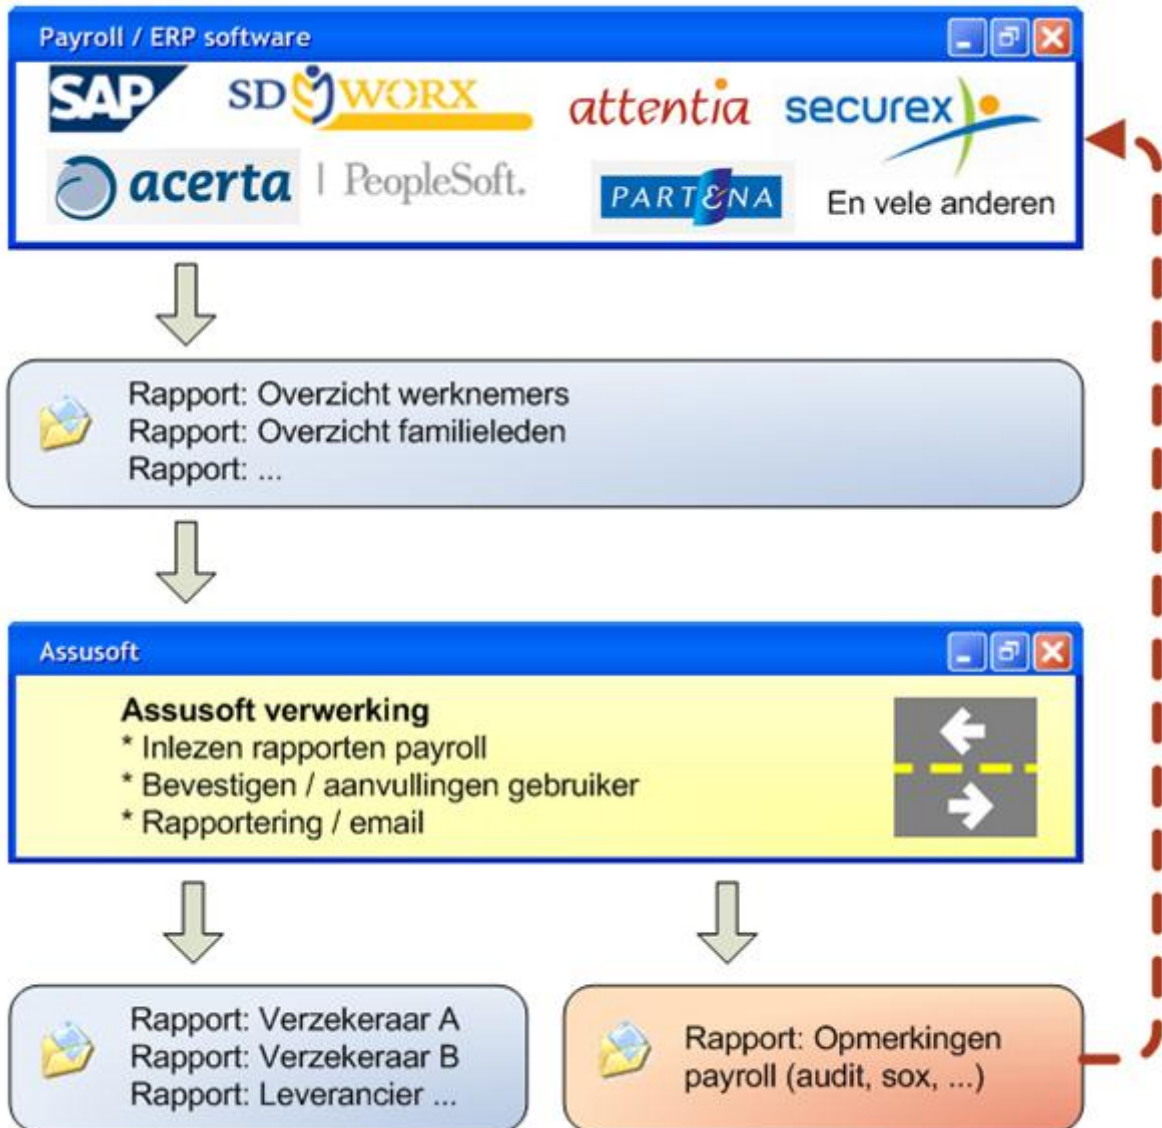 Payroll / ERP software
SAP SD WORX attentia securex
acerta | PeopleSoft. PARTENA En vele anderen
Rapport: Overzicht werknemers
Rapport: Overzicht familieleden
Rapport: ...
Assusoft
Assusoft verwerking
* Inlezen rapporten payroll
* Bevestigen / aanvullingen gebruiker
* Rapportering / email
Rapport: Verzekeraar A
Rapport: Verzekeraar B
Rapport: Leverancier ...
Rapport: Opmerkingen
payroll (audit, sox, ...)